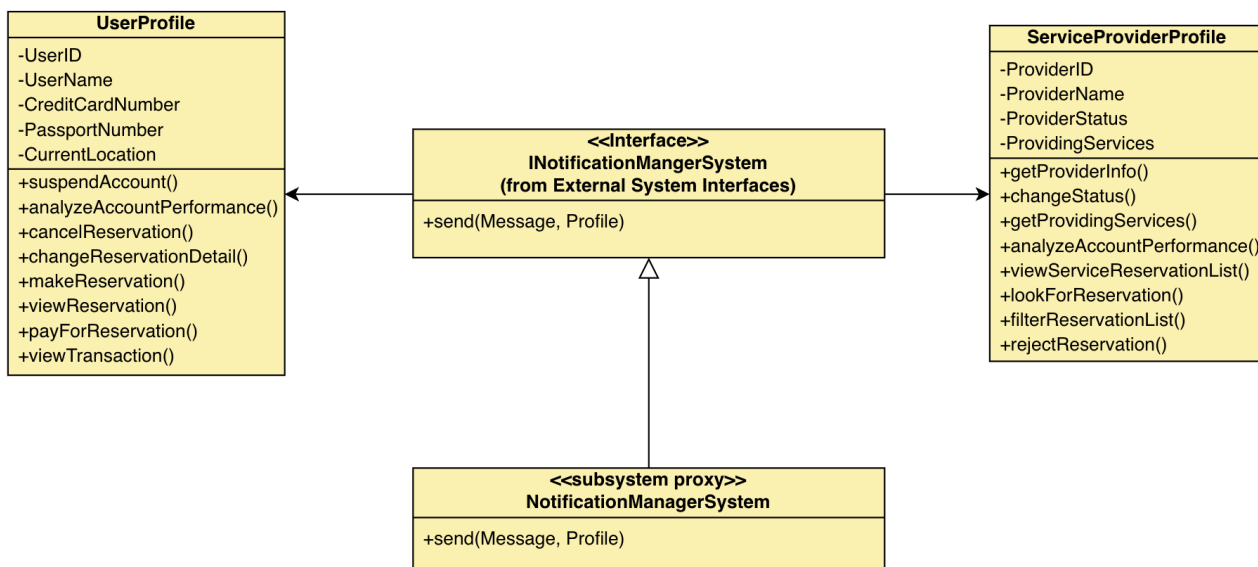 UserProfile
-UserID
-UserName
-CreditCardNumber
-PassportNumber
-CurrentLocation
+suspendAccount()
+analyzeAccountPerformance()
+cancelReservation()
+changeReservationDetail()
+makeReservation()
+viewReservation()
+payForReservation()
+viewTransaction()
<<Interface>>
INotificationMangerSystem
(from External System Interfaces)
+send(Message, Profile)
ServiceProviderProfile
-ProviderID
-ProviderName
-ProviderStatus
-ProvidingServices
+getProviderInfo()
+changeStatus()
+getProvidingServices()
+analyzeAccountPerformance()
+viewServiceReservationList()
+lookForReservation()
+filterReservationList()
+rejectReservation()
<<subsystem proxy>>
NotificationManagerSystem
+send(Message, Profile)